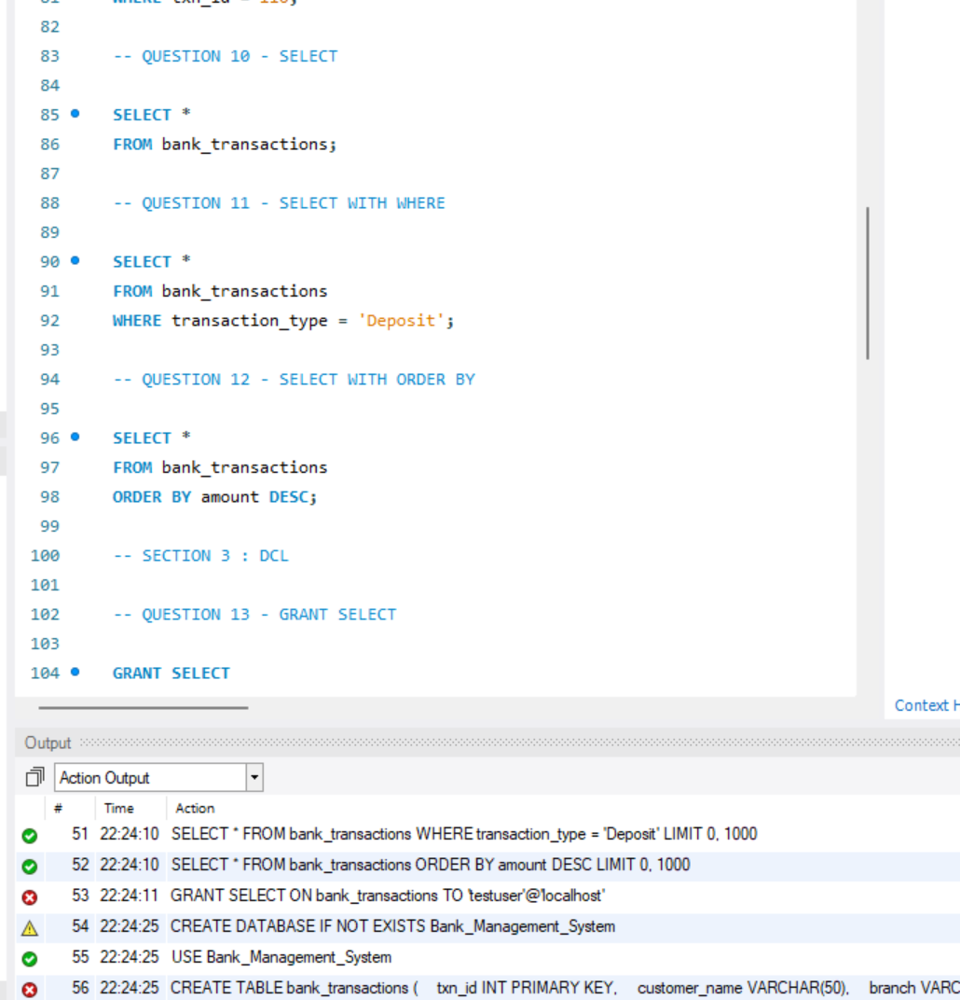 81 WHERE txn_id = 110;
82
83 -- QUESTION 10 - SELECT
84
85 SELECT *
86 FROM bank_transactions;
87
88 -- QUESTION 11 - SELECT WITH WHERE
89
90 SELECT *
91 FROM bank_transactions
92 WHERE transaction_type = 'Deposit';
93
94 -- QUESTION 12 - SELECT WITH ORDER BY
95
96 SELECT *
97 FROM bank_transactions
98 ORDER BY amount DESC;
99
100 -- SECTION 3 : DCL
101
102 -- QUESTION 13 - GRANT SELECT
103
104 GRANT SELECT
Context H
Output
Action Output
# Time Action
51 22:24:10 SELECT * FROM bank_transactions WHERE transaction_type = 'Deposit' LIMIT 0, 1000
52 22:24:10 SELECT * FROM bank_transactions ORDER BY amount DESC LIMIT 0, 1000
53 22:24:11 GRANT SELECT ON bank_transactions TO 'testuser'@'localhost'
54 22:24:25 CREATE DATABASE IF NOT EXISTS Bank_Management_System
55 22:24:25 USE Bank_Management_System
56 22:24:25 CREATE TABLE bank_transactions ( txn_id INT PRIMARY KEY, customer_name VARCHAR(50), branch VARC